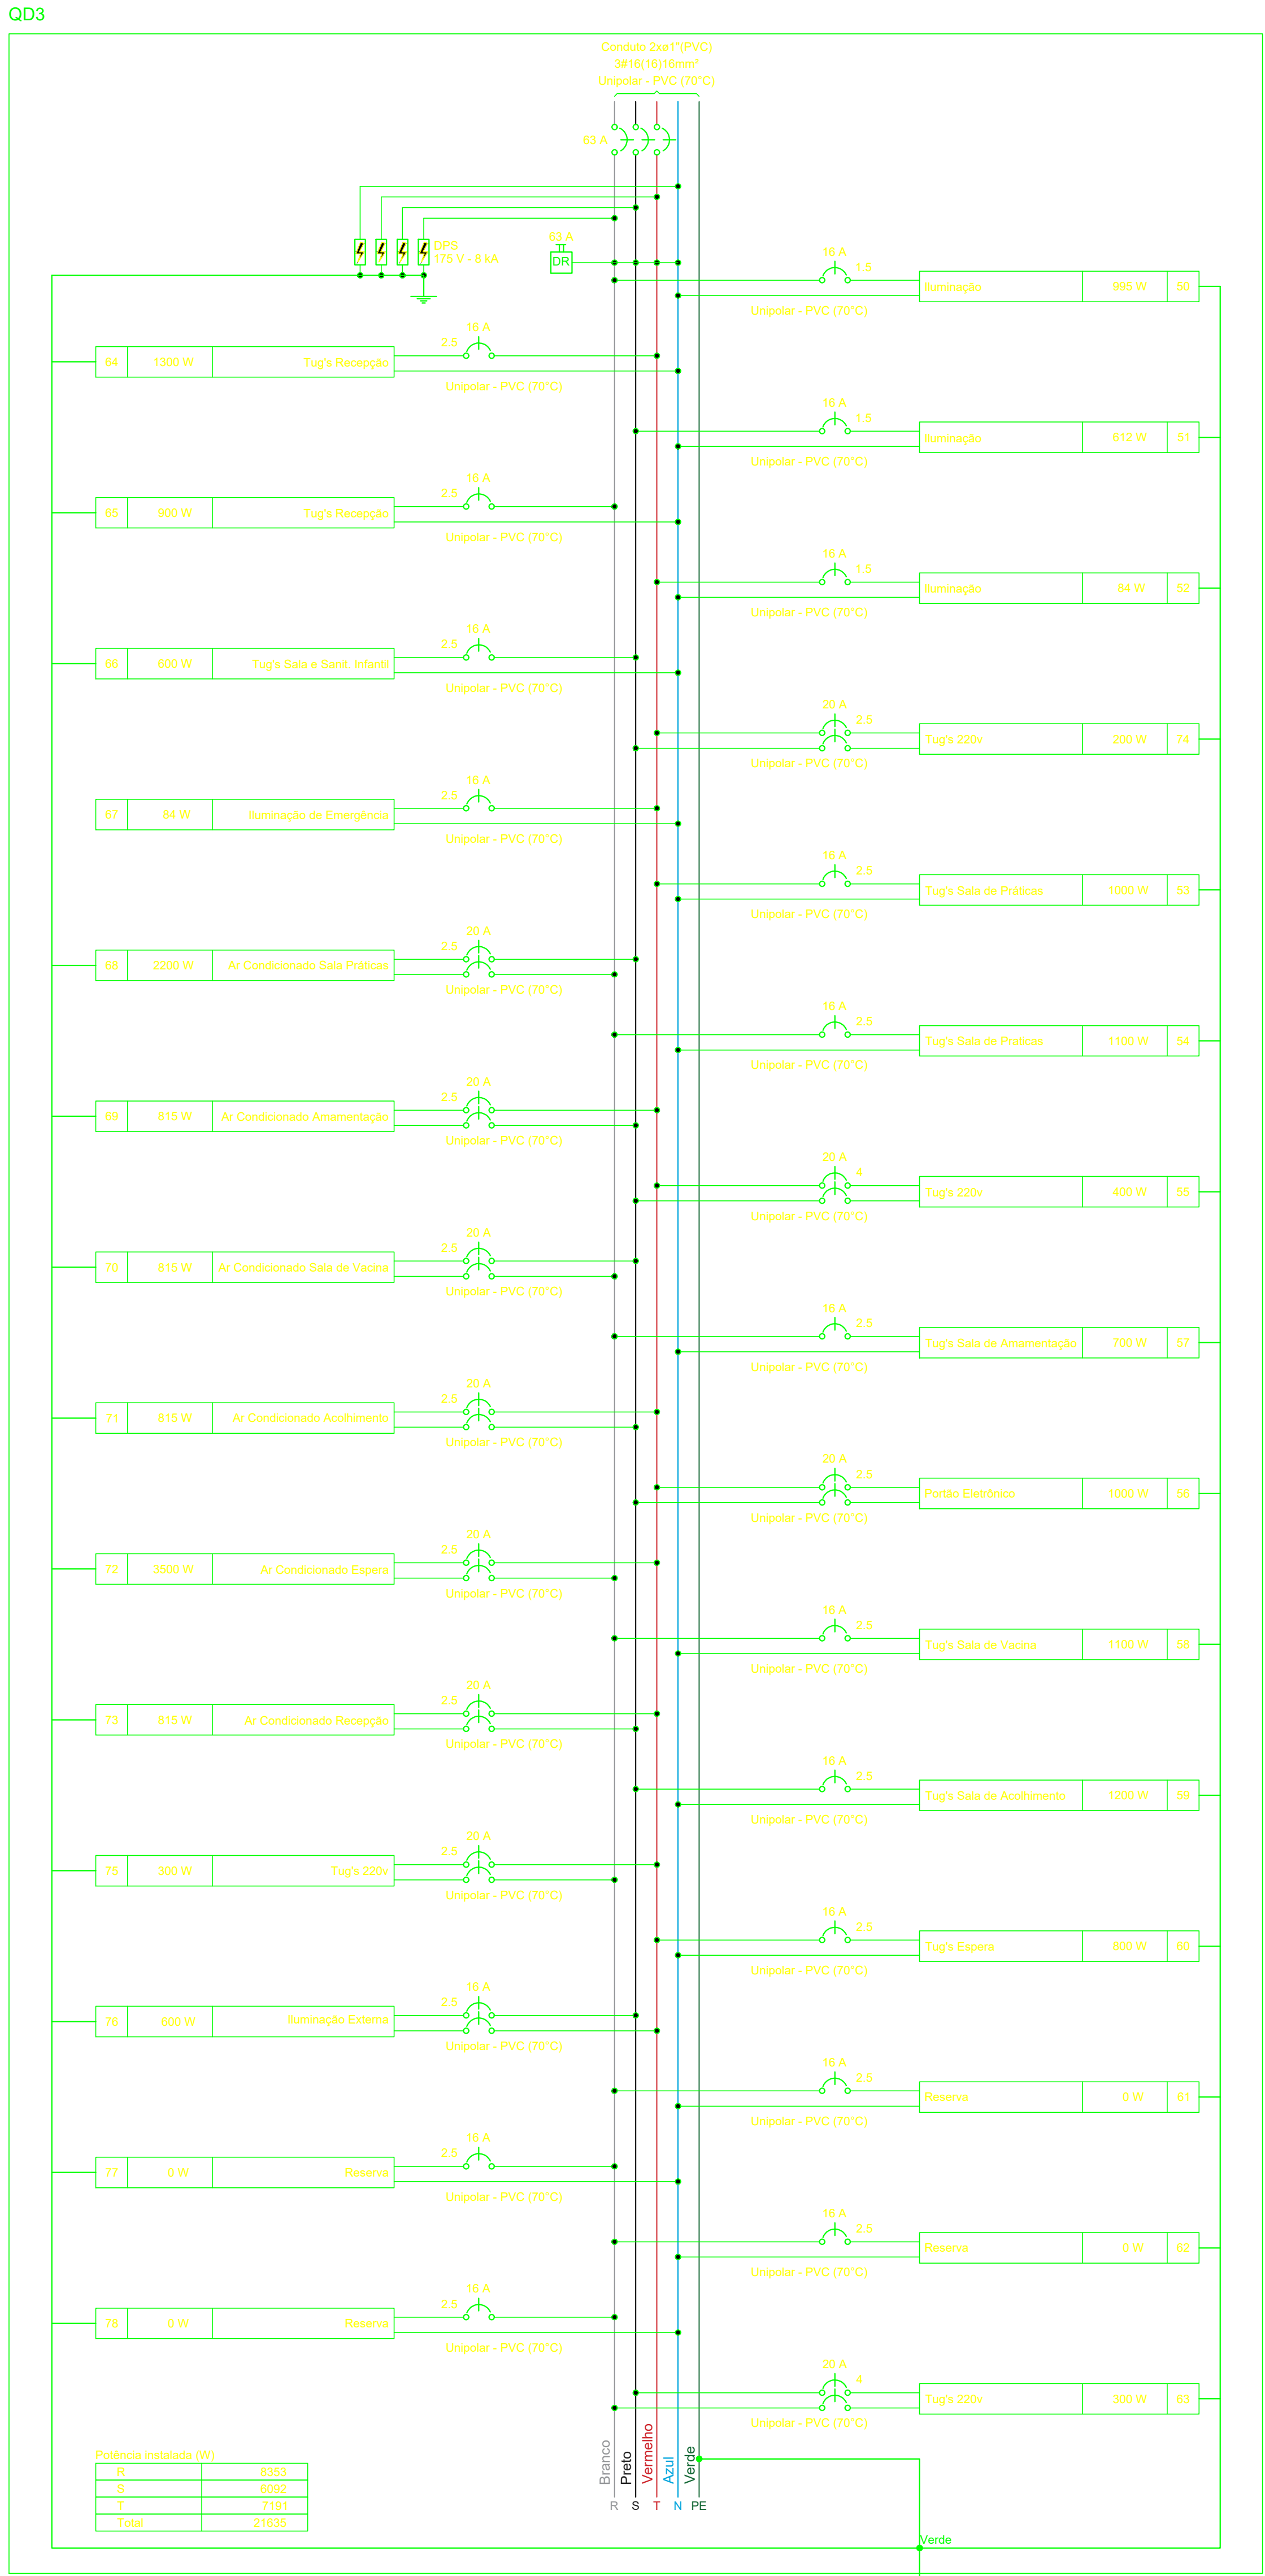 QD3
Conduto 2xø1"(PVC)
3#16(16)16mm²
Unipolar - PVC (70°C)
63 A
DPS
175 V - 8 kA
63 A
DR
16 A
1.5
Iluminação 995 W 50
Unipolar - PVC (70°C)
16 A
2.5
64 1300 W Tug's Recepção
Unipolar - PVC (70°C)
16 A
1.5
Iluminação 612 W 51
Unipolar - PVC (70°C)
16 A
2.5
65 900 W Tug's Recepção
Unipolar - PVC (70°C)
16 A
1.5
Iluminação 84 W 52
Unipolar - PVC (70°C)
16 A
2.5
66 600 W Tug's Sala e Sanit. Infantil
Unipolar - PVC (70°C)
20 A
2.5
Tug's 220v 200 W 74
Unipolar - PVC (70°C)
16 A
2.5
67 84 W Iluminação de Emergência
Unipolar - PVC (70°C)
16 A
2.5
Tug's Sala de Práticas 1000 W 53
Unipolar - PVC (70°C)
20 A
2.5
68 2200 W Ar Condicionado Sala Práticas
Unipolar - PVC (70°C)
16 A
2.5
Tug's Sala de Praticas 1100 W 54
Unipolar - PVC (70°C)
20 A
2.5
69 815 W Ar Condicionado Amamentação
Unipolar - PVC (70°C)
20 A
4
Tug's 220v 400 W 55
Unipolar - PVC (70°C)
20 A
2.5
70 815 W Ar Condicionado Sala de Vacina
Unipolar - PVC (70°C)
16 A
2.5
Tug's Sala de Amamentação 700 W 57
Unipolar - PVC (70°C)
20 A
2.5
71 815 W Ar Condicionado Acolhimento
Unipolar - PVC (70°C)
20 A
2.5
Portão Eletrônico 1000 W 56
Unipolar - PVC (70°C)
20 A
2.5
72 3500 W Ar Condicionado Espera
Unipolar - PVC (70°C)
16 A
2.5
Tug's Sala de Vacina 1100 W 58
Unipolar - PVC (70°C)
20 A
2.5
73 815 W Ar Condicionado Recepção
Unipolar - PVC (70°C)
16 A
2.5
Tug's Sala de Acolhimento 1200 W 59
Unipolar - PVC (70°C)
20 A
2.5
75 300 W Tug's 220v
Unipolar - PVC (70°C)
16 A
2.5
Tug's Espera 800 W 60
Unipolar - PVC (70°C)
16 A
2.5
76 600 W Iluminação Externa
Unipolar - PVC (70°C)
16 A
2.5
Reserva 0 W 61
Unipolar - PVC (70°C)
16 A
2.5
77 0 W Reserva
Unipolar - PVC (70°C)
16 A
2.5
Reserva 0 W 62
Unipolar - PVC (70°C)
16 A
2.5
78 0 W Reserva
Unipolar - PVC (70°C)
20 A
4
Tug's 220v 300 W 63
Unipolar - PVC (70°C)
Branco
Preto
Vermelho
Azul
Verde
R S T N PE
Potência instalada (W)
R 8353
S 6092
T 7191
Total 21635
Verde